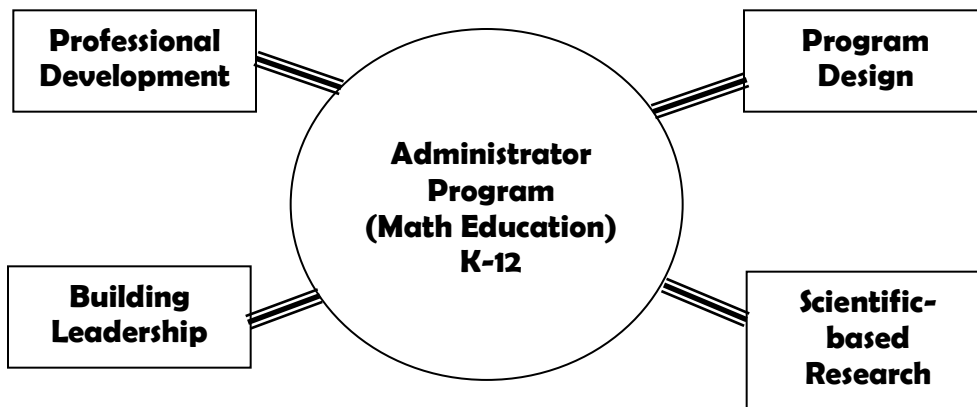 Professional
Development
Program
Design
Administrator
Program
(Math Education)
K-12
Building
Leadership
Scientific-
based
Research